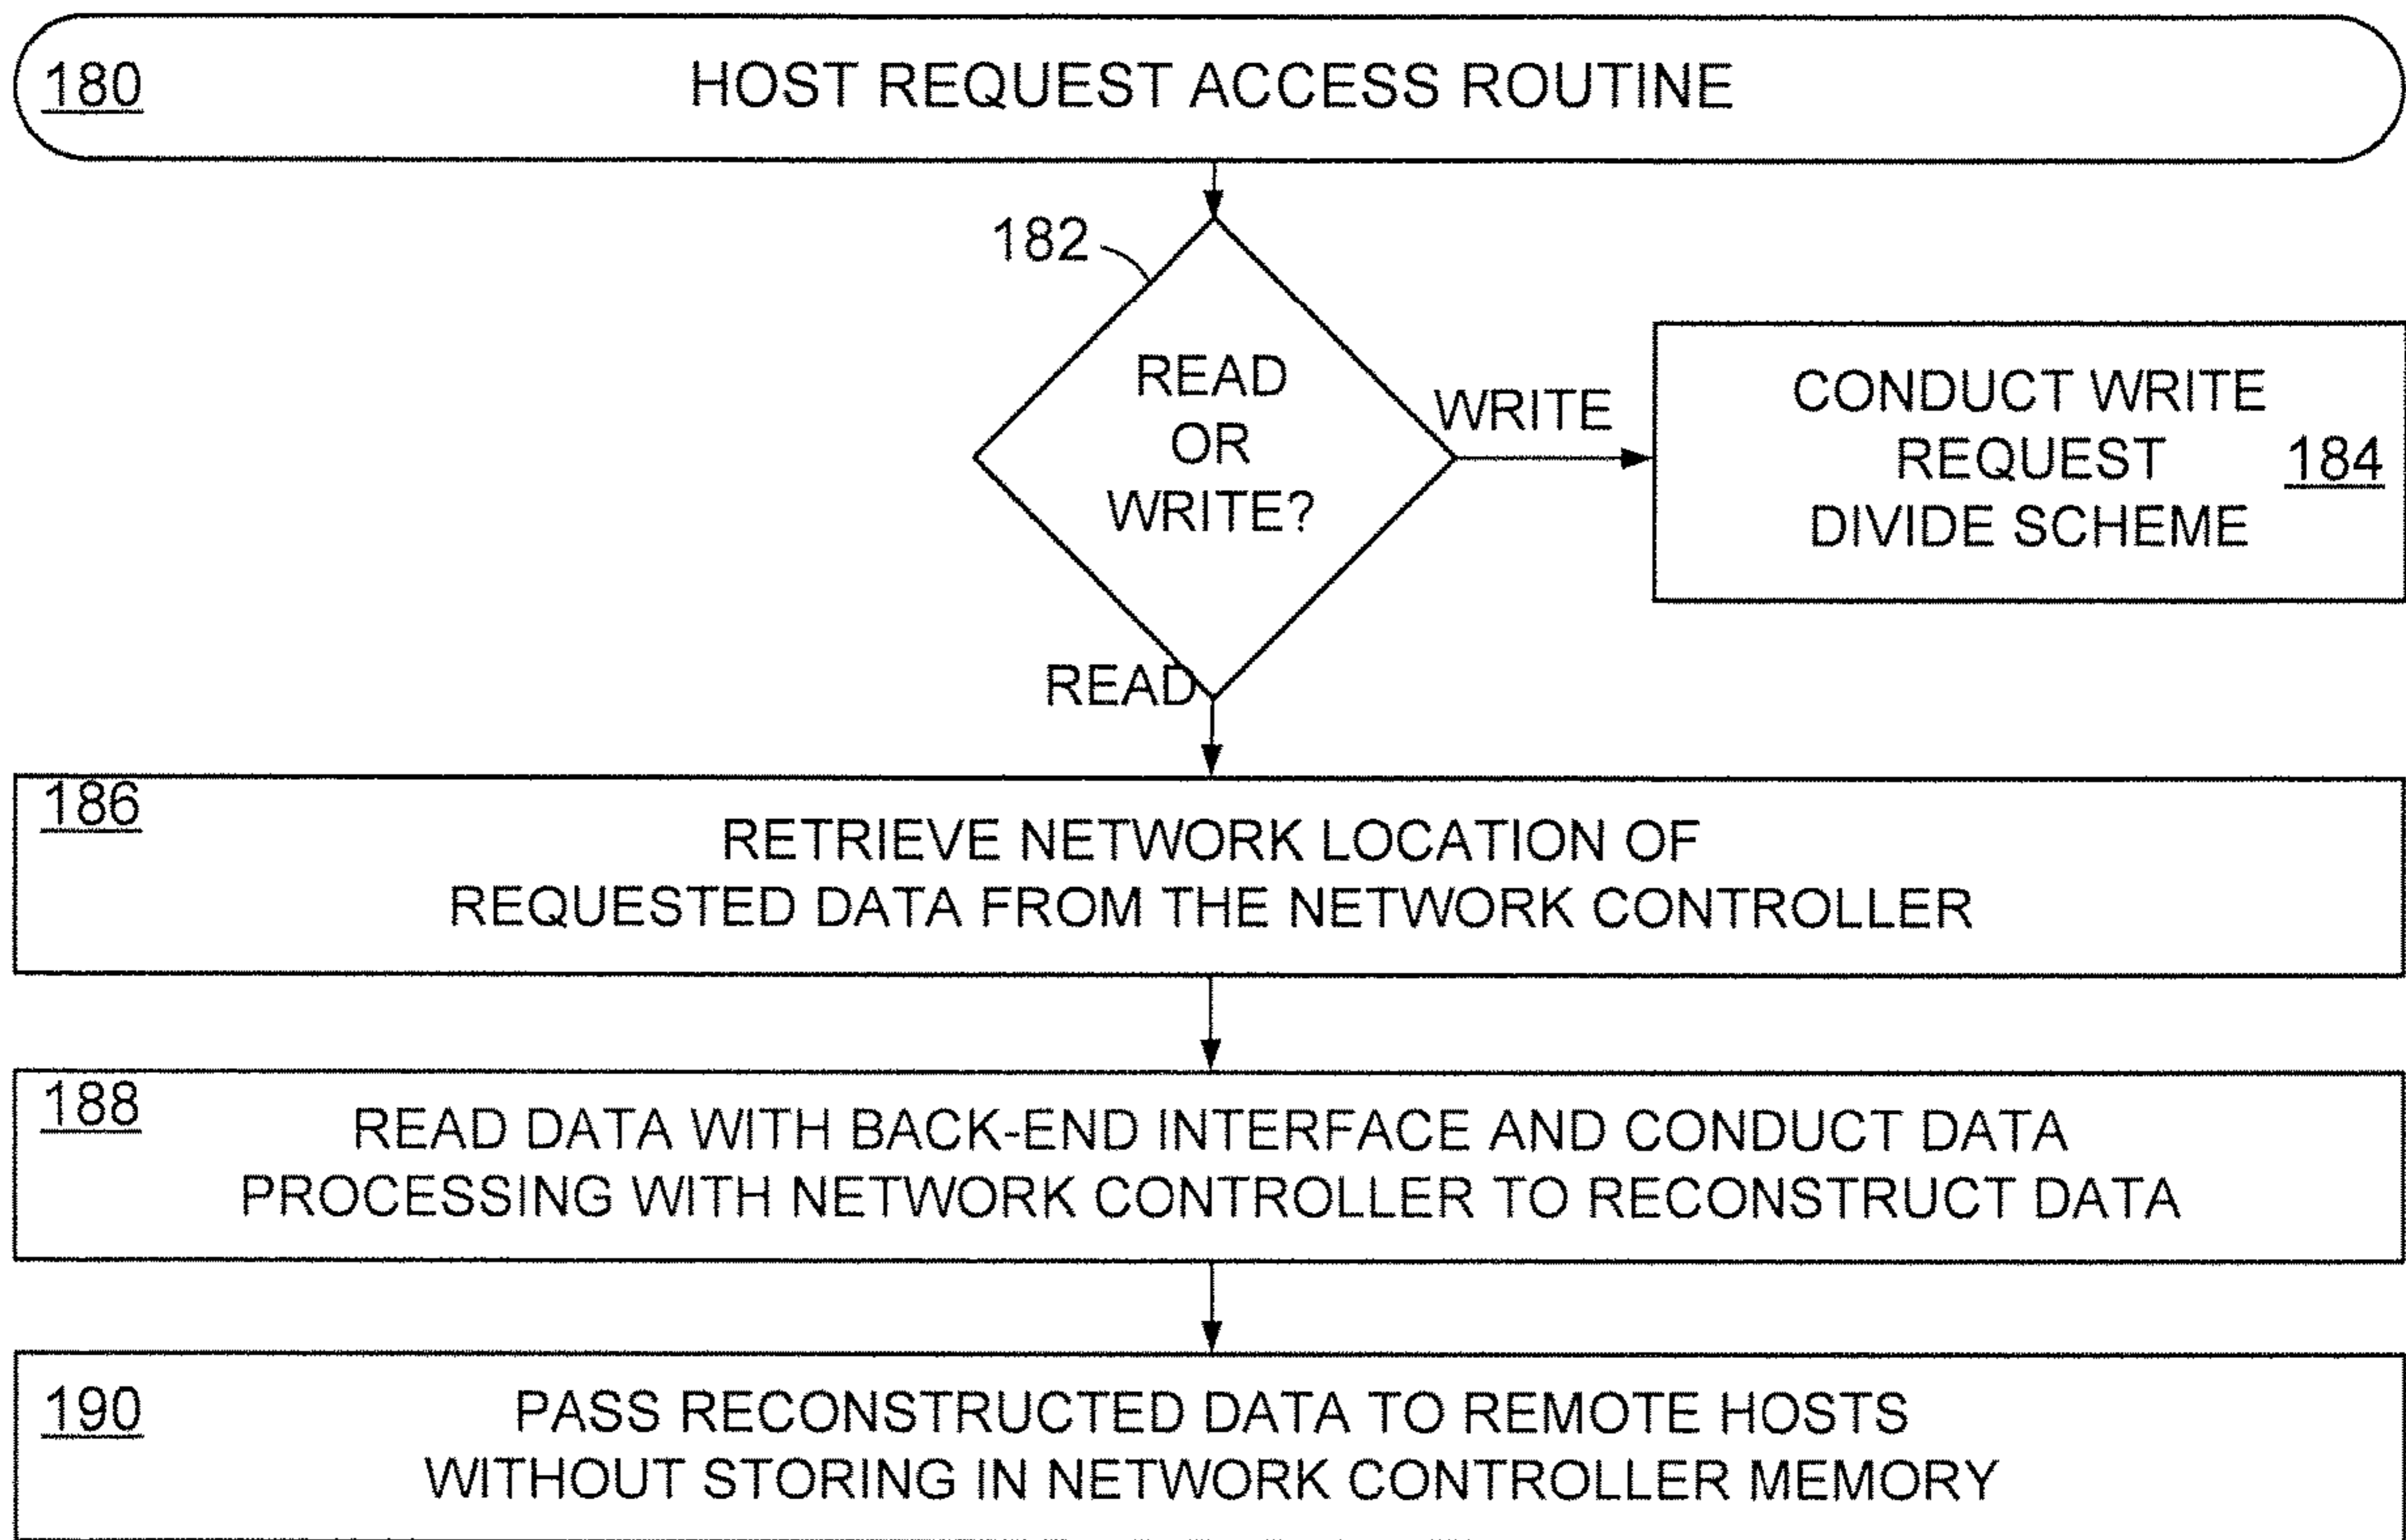 180 HOST REQUEST ACCESS ROUTINE
182
READ
OR
WRITE?
WRITE
CONDUCT WRITE
REQUEST 184
DIVIDE SCHEME
READ
186
RETRIEVE NETWORK LOCATION OF
REQUESTED DATA FROM THE NETWORK CONTROLLER
188
READ DATA WITH BACK-END INTERFACE AND CONDUCT DATA
PROCESSING WITH NETWORK CONTROLLER TO RECONSTRUCT DATA
190 PASS RECONSTRUCTED DATA TO REMOTE HOSTS
WITHOUT STORING IN NETWORK CONTROLLER MEMORY